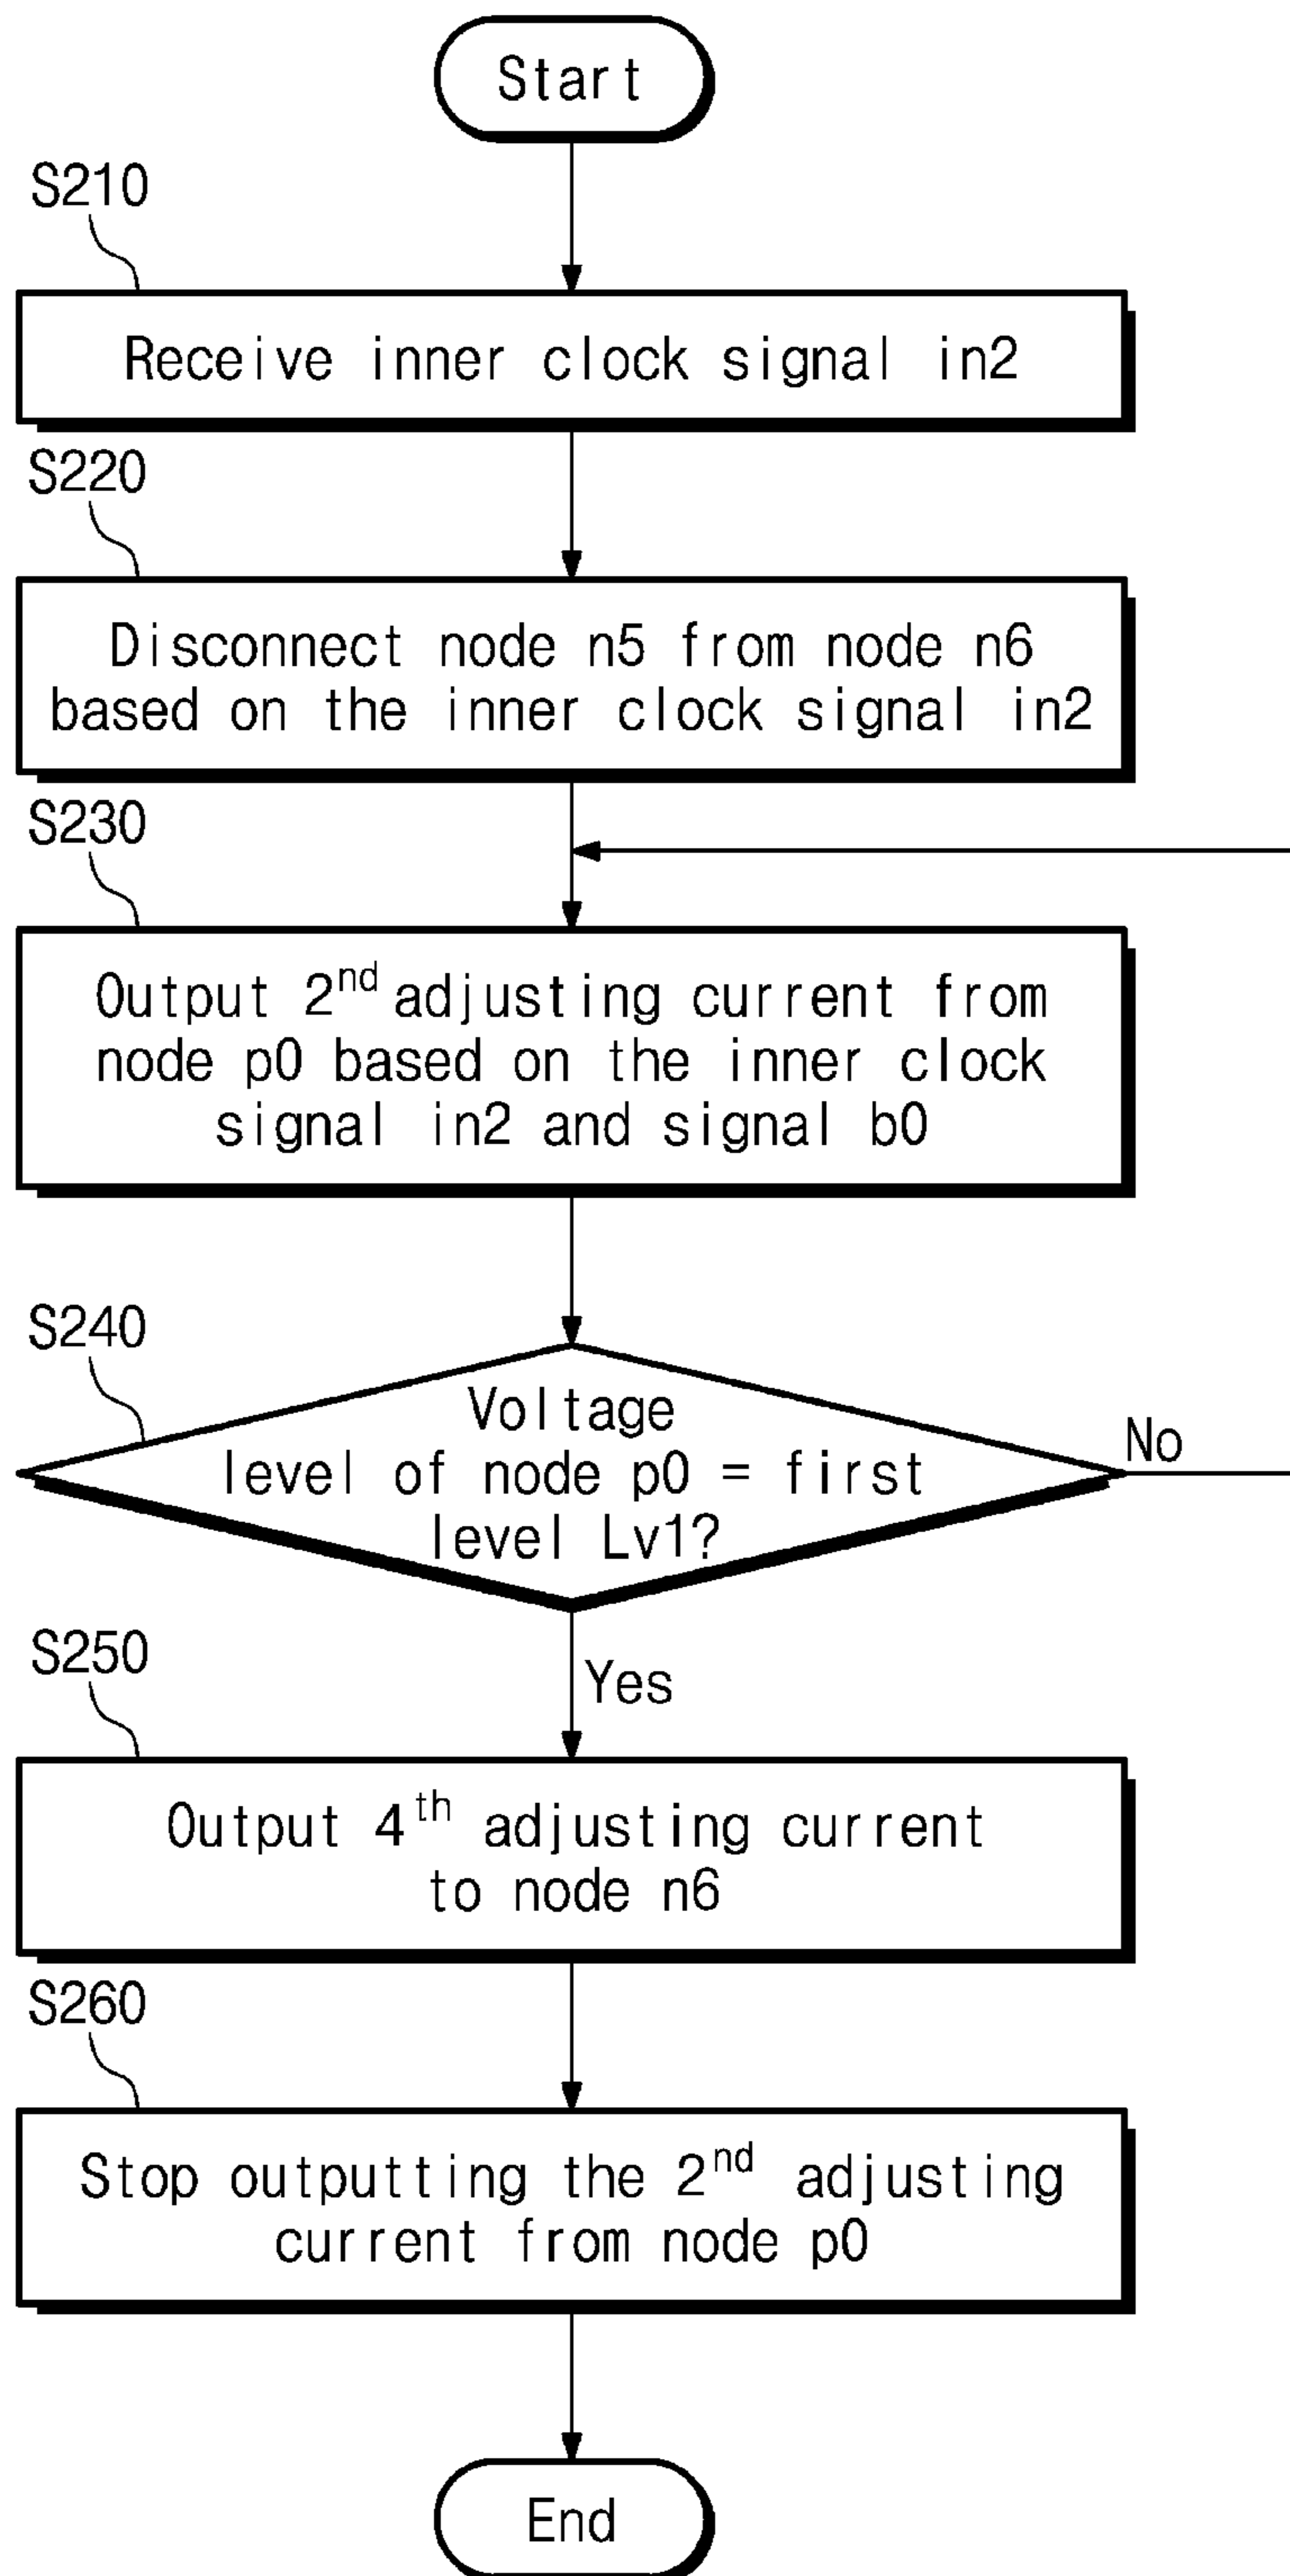 Start
S210
Receive inner clock signal in2
S220
Disconnect node n5 from node n6
based on the inner clock signal in2
S230
Output 2nd adjusting current from
node p0 based on the inner clock
signal in2 and signal b0
S240
Voltage
level of node p0 = first
level Lv1?
No
Yes
S250
Output 4th adjusting current
to node n6
S260
Stop outputting the 2nd adjusting
current from node p0
End